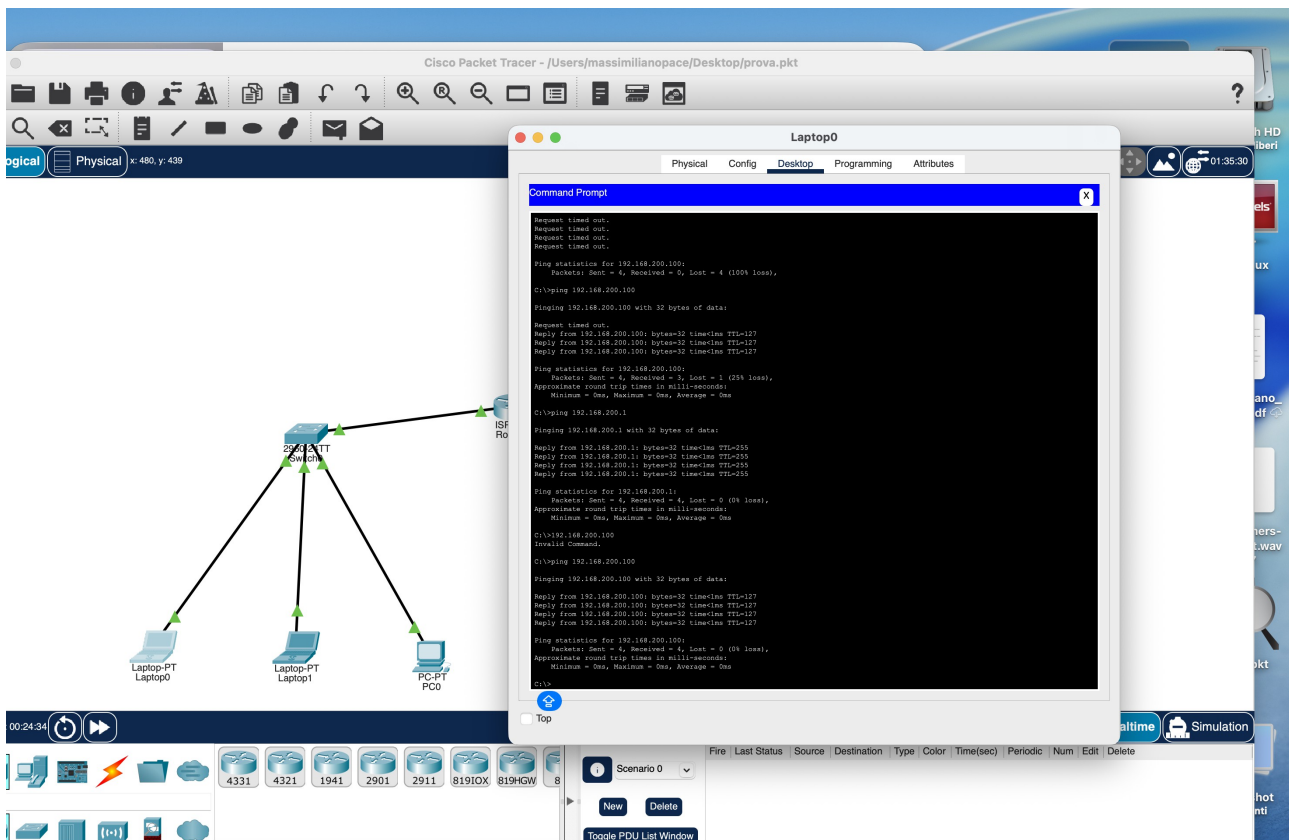 Cisco Packet Tracer - /Users/massimilianopace/Desktop/prova.pkt
?
ogical
Physical
x: 480, y: 439
01:35:30
Laptop0
Physical Config Desktop Programming Attributes
Command Prompt
X
Request timed out.
Request timed out.
Request timed out.
Request timed out.
Ping statistics for 192.168.200.100:
Packets: Sent = 4, Received = 0, Lost = 4 (100% loss),
C:\>ping 192.168.200.100
Pinging 192.168.200.100 with 32 bytes of data:
Request timed out.
Reply from 192.168.200.100: bytes=32 time<1ms TTL=127
Reply from 192.168.200.100: bytes=32 time<1ms TTL=127
Reply from 192.168.200.100: bytes=32 time<1ms TTL=127
Ping statistics for 192.168.200.100:
Packets: Sent = 4, Received = 3, Lost = 1 (25% loss),
Approximate round trip times in milli-seconds:
Minimum = 0ms, Maximum = 0ms, Average = 0ms
C:\>ping 192.168.200.1
Pinging 192.168.200.1 with 32 bytes of data:
Reply from 192.168.200.1: bytes=32 time<1ms TTL=255
Reply from 192.168.200.1: bytes=32 time<1ms TTL=255
Reply from 192.168.200.1: bytes=32 time<1ms TTL=255
Reply from 192.168.200.1: bytes=32 time<1ms TTL=255
Ping statistics for 192.168.200.1:
Packets: Sent = 4, Received = 4, Lost = 0 (0% loss),
Approximate round trip times in milli-seconds:
Minimum = 0ms, Maximum = 0ms, Average = 0ms
C:\>192.168.200.100
Invalid Command.
C:\>ping 192.168.200.100
Pinging 192.168.200.100 with 32 bytes of data:
Reply from 192.168.200.100: bytes=32 time<1ms TTL=127
Reply from 192.168.200.100: bytes=32 time<1ms TTL=127
Reply from 192.168.200.100: bytes=32 time<1ms TTL=127
Reply from 192.168.200.100: bytes=32 time<1ms TTL=127
Ping statistics for 192.168.200.100:
Packets: Sent = 4, Received = 4, Lost = 0 (0% loss),
Approximate round trip times in milli-seconds:
Minimum = 0ms, Maximum = 0ms, Average = 0ms
C:\>
Top
ISP
Ro
2950-24TT
Switch0
Laptop-PT
Laptop0
Laptop-PT
Laptop1
PC-PT
PC0
h HD
iberi
els
ux
ano_
df
ners-
.wav
pkt
hot
nti
00:24:34
altime
Simulation
4331 4321 1941 2901 2911 819IOX 819HGW 8
Scenario 0
New Delete
Toggle PDU List Window
Fire Last Status Source Destination Type Color Time(sec) Periodic Num Edit Delete